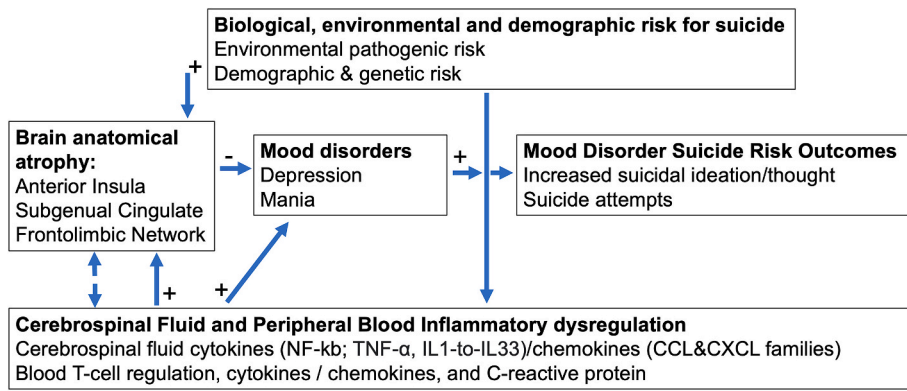 Biological, environmental and demographic risk for suicide
Environmental pathogenic risk
Demographic & genetic risk
+
Brain anatomical
atrophy:
Anterior Insula
Subgenual Cingulate
Frontolimbic Network
-
Mood disorders
Depression
Mania
+
Mood Disorder Suicide Risk Outcomes
Increased suicidal ideation/thought
Suicide attempts
+
+
Cerebrospinal Fluid and Peripheral Blood Inflammatory dysregulation
Cerebrospinal fluid cytokines (NF-kb; TNF-α, IL1-to-IL33)/chemokines (CCL&CXCL families)
Blood T-cell regulation, cytokines / chemokines, and C-reactive protein